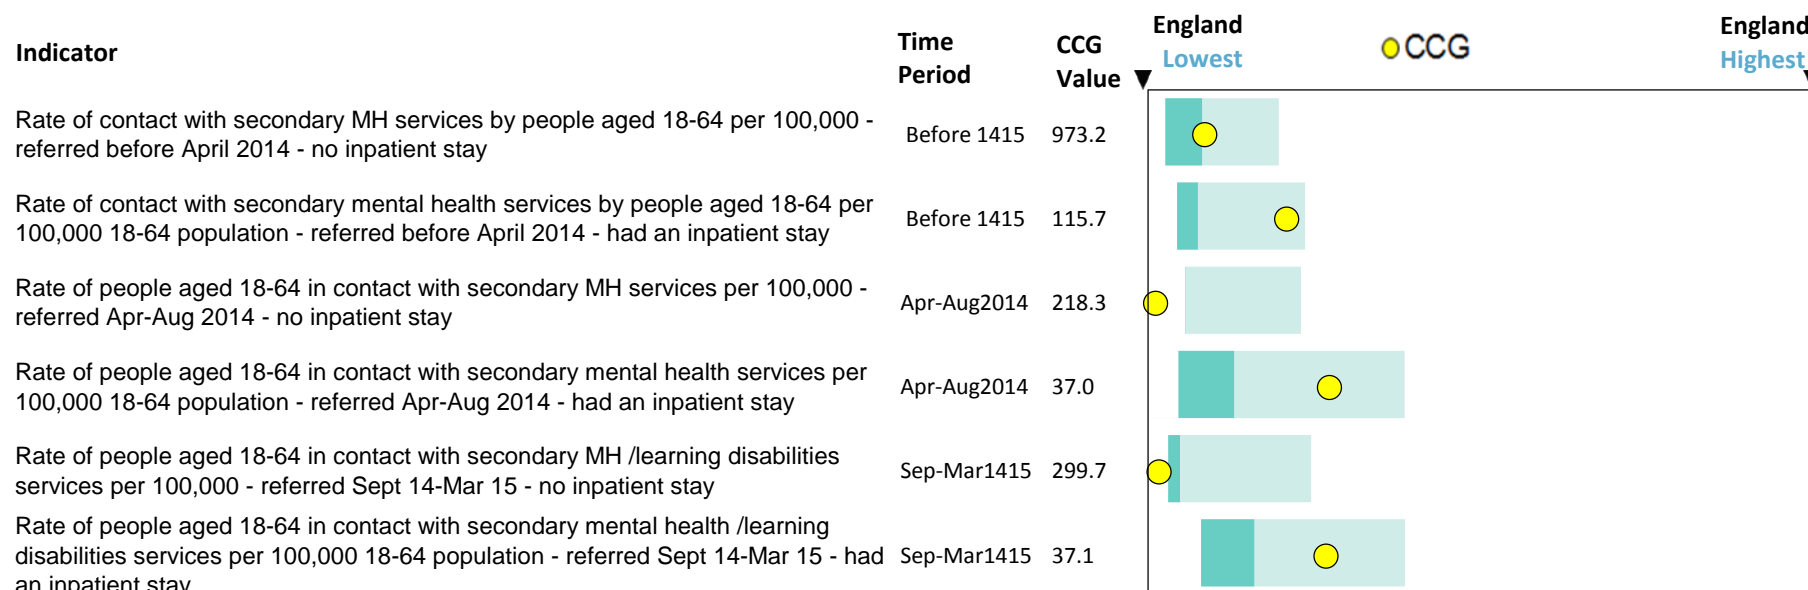 Indicator
Time
Period
CCG
Value
England
Lowest
CCG
England
Highest
Rate of contact with secondary MH services by people aged 18-64 per 100,000 -
referred before April 2014 - no inpatient stay
Before 1415 973.2
Rate of contact with secondary mental health services by people aged 18-64 per
100,000 18-64 population - referred before April 2014 - had an inpatient stay
Before 1415 115.7
Rate of people aged 18-64 in contact with secondary MH services per 100,000 -
referred Apr-Aug 2014 - no inpatient stay
Apr-Aug2014 218.3
Rate of people aged 18-64 in contact with secondary mental health services per
100,000 18-64 population - referred Apr-Aug 2014 - had an inpatient stay
Apr-Aug2014 37.0
Rate of people aged 18-64 in contact with secondary MH /learning disabilities
services per 100,000 - referred Sept 14-Mar 15 - no inpatient stay
Sep-Mar1415 299.7
Rate of people aged 18-64 in contact with secondary mental health /learning
disabilities services per 100,000 18-64 population - referred Sept 14-Mar 15 - had
an inpatient stay
Sep-Mar1415 37.1